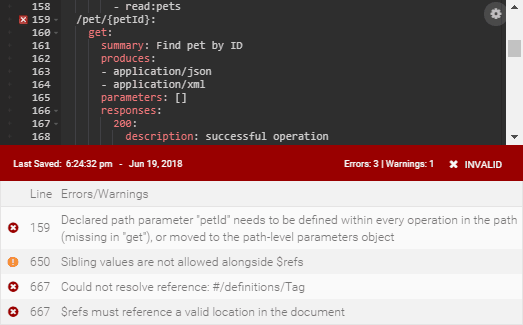 158 - read:pets
159 /pet/{petId}:
160 get:
161 summary: Find pet by ID
162 produces:
163 - application/json
164 - application/xml
165 parameters: []
166 responses:
167 200:
168 description: successful operation
Last Saved: 6:24:32 pm - Jun 19, 2018 Errors: 3 | Warnings: 1 INVALID
Line Errors/Warnings
159 Declared path parameter "petId" needs to be defined within every operation in the path
(missing in "get"), or moved to the path-level parameters object
650 Sibling values are not allowed alongside $refs
667 Could not resolve reference: #/definitions/Tag
667 $refs must reference a valid location in the document